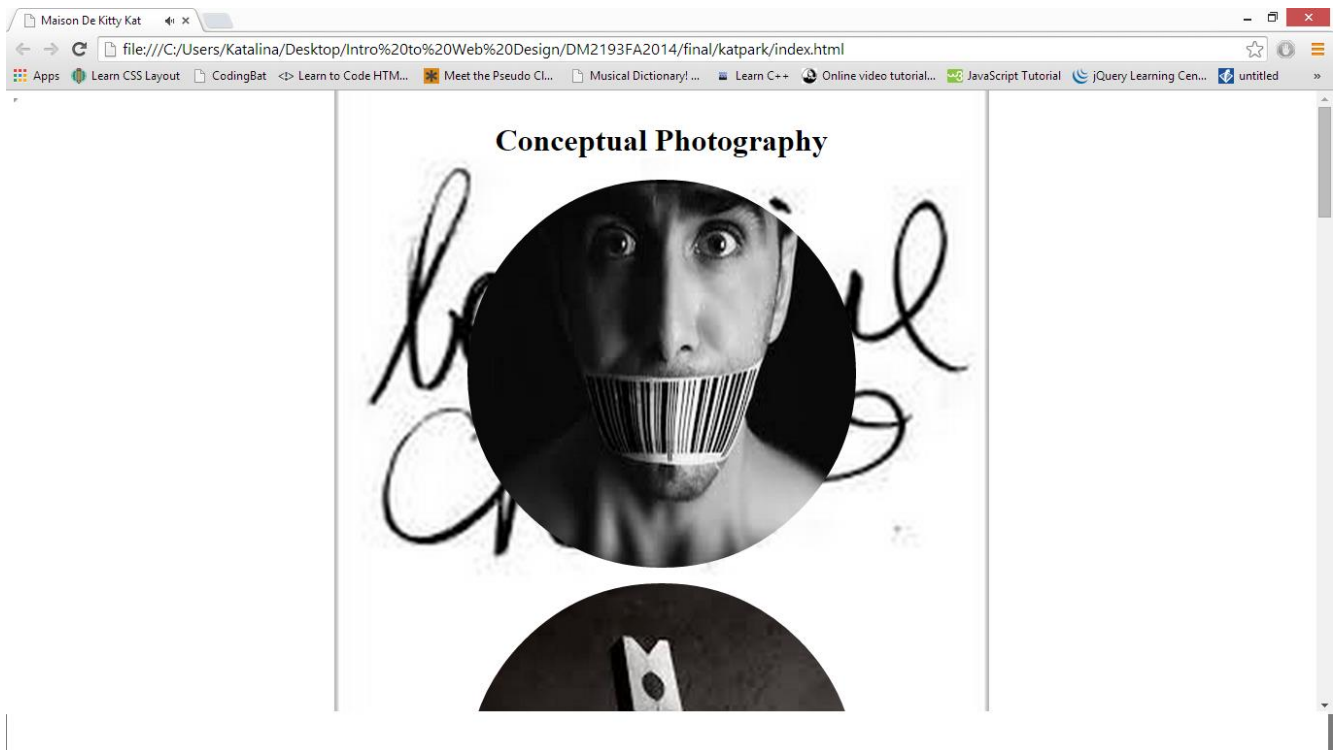 Maison De Kitty Kat
file:///C:/Users/Katalina/Desktop/Intro%20to%20Web%20Design/DM2193FA2014/final/katpark/index.html
Apps Learn CSS Layout CodingBat <> Learn to Code HTM... Meet the Pseudo Cl... Musical Dictionary! ... Learn C++ Online video tutorial... JavaScript Tutorial jQuery Learning Cen... untitled »
Conceptual Photography